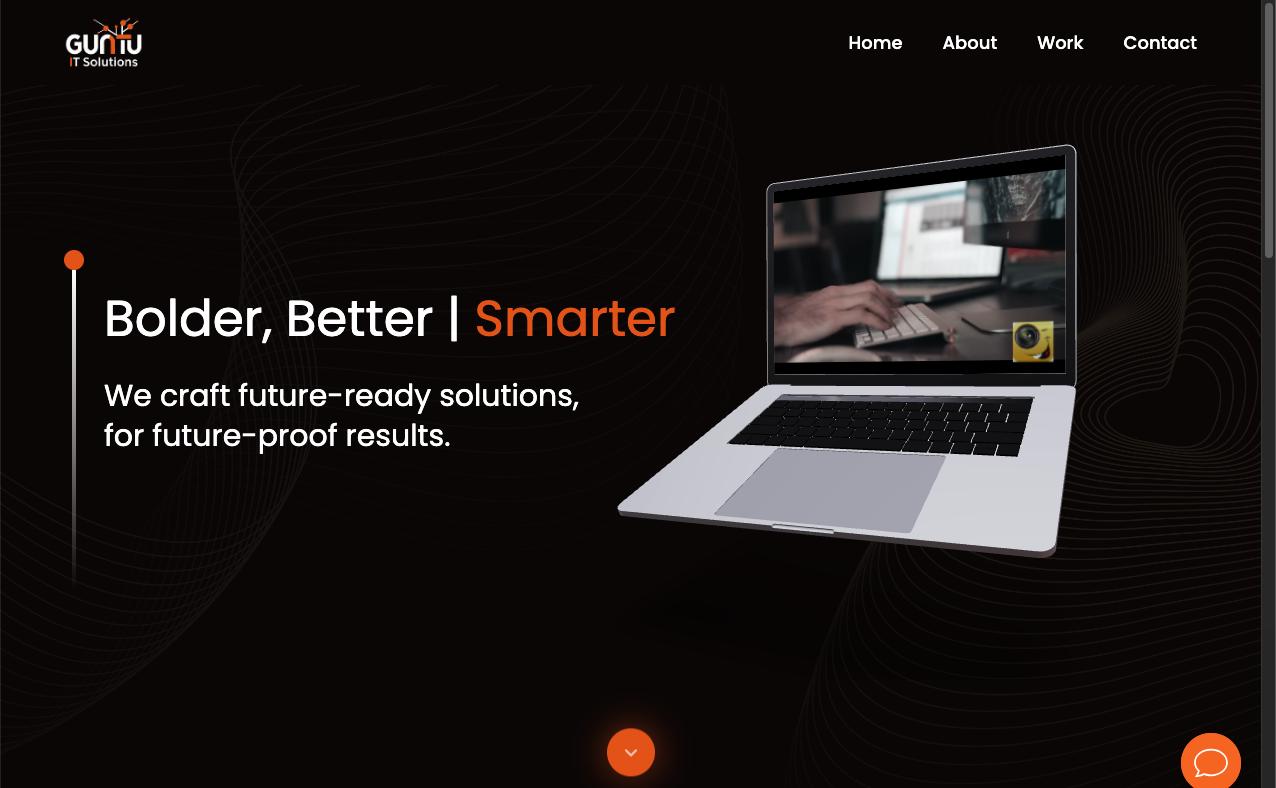 GUNTU
IT Solutions
Home
About
Work
Contact
Bolder, Better | Smarter
We craft future-ready solutions,
for future-proof results.